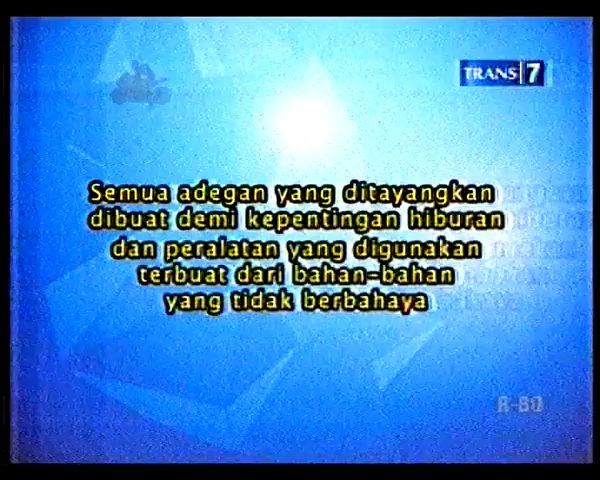 TRANS|7
Semua adegan yang ditayangkan
dibuat demi kepentingan hiburan
dan peralatan yang digunakan
terbuat dari bahan-bahan
yang tidak berbahaya
R-BO